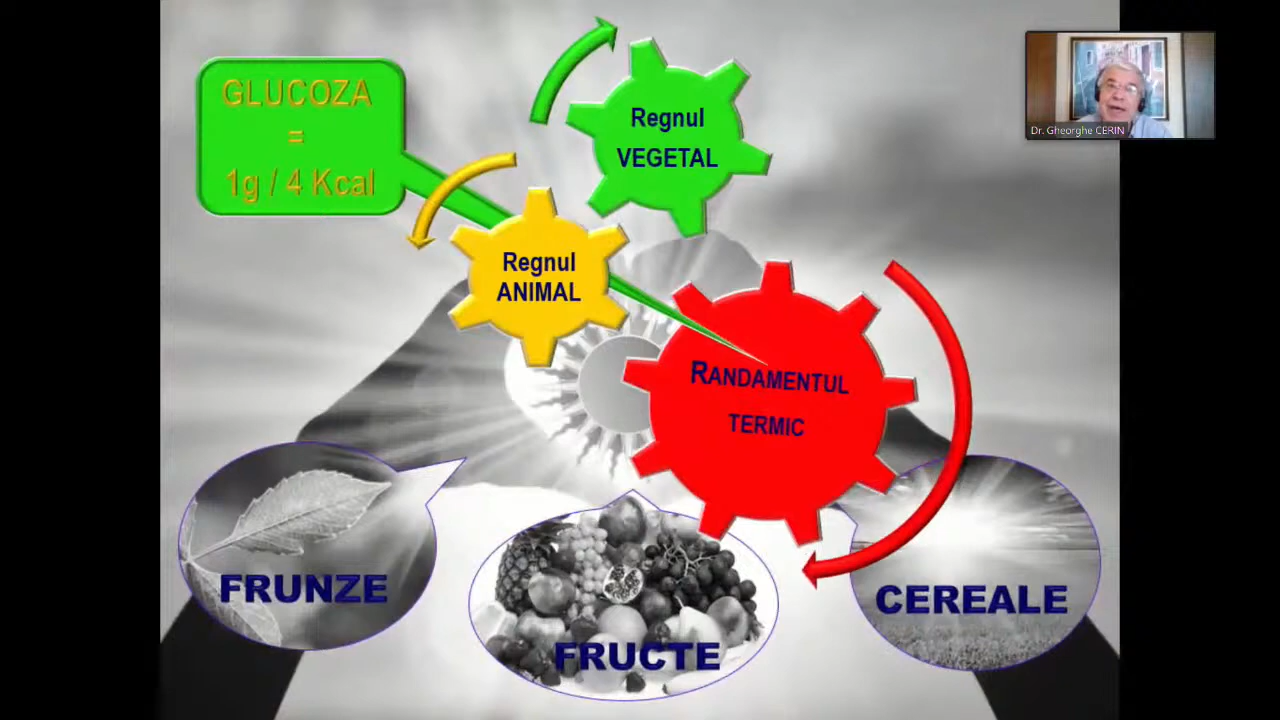 GLUCOZA
=
1g / 4 Kcal
Regnul
VEGETAL
Dr. Gheorghe CERIN
Regnul
ANIMAL
RANDAMENTUL
TERMIC
FRUNZE
FRUCTE
CEREALE